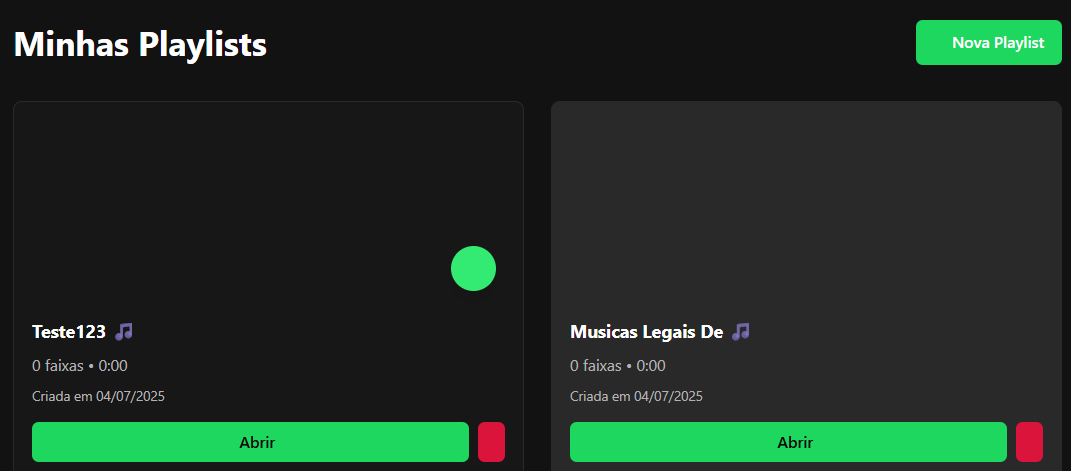 Minhas Playlists
Nova Playlist
Teste123 🎵
0 faixas • 0:00
Criada em 04/07/2025
Abrir
Musicas Legais De 🎵
0 faixas • 0:00
Criada em 04/07/2025
Abrir